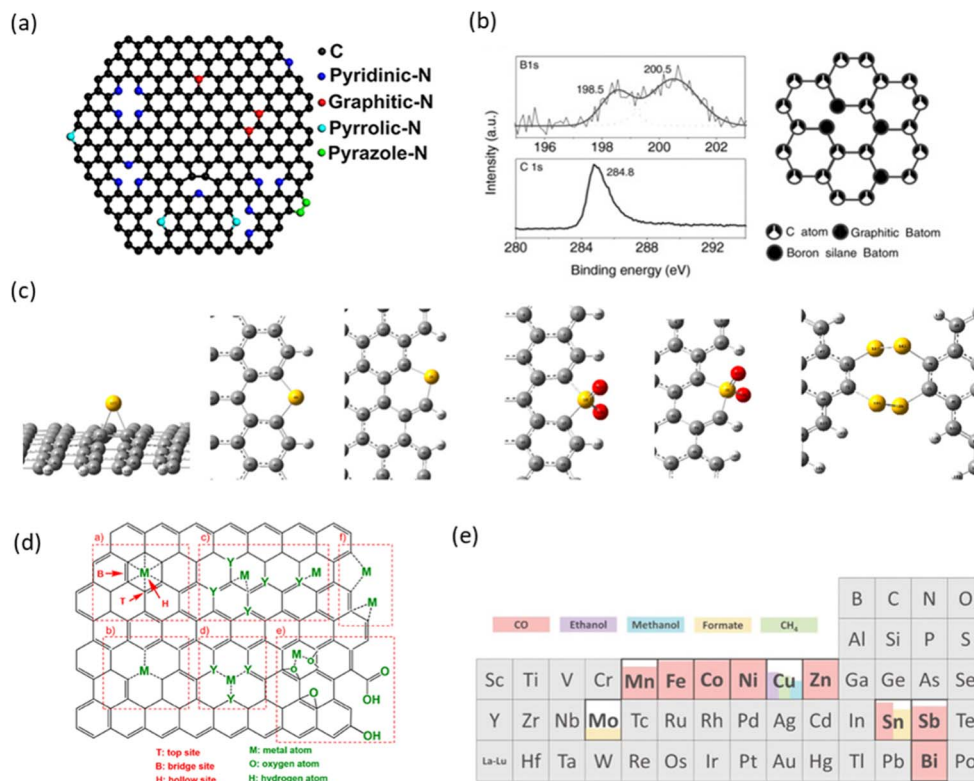 (a)
C
Pyridinic-N
Graphitic-N
Pyrrolic-N
Pyrazole-N
(b)
B1s
200.5
198.5
196 198 200 202
C 1s
284.8
280 284 288 292
Binding energy (eV)
Intensity (a.u.)
C atom Graphitic Batom
Boron silane Batom
(c)
(d)
a) c) f)
B M Y M Y M M
T H Y Y M
b) d) e)
M Y M Y Y M O O O
O
OH
OH
T: top site M: metal atom
B: bridge site O: oxygen atom
H: hollow site H: hydrogen atom
(e)
CO Ethanol Methanol Formate CH4
B C N O
Al Si P S
Sc Ti V Cr Mn Fe Co Ni Cu Zn Ga Ge As Se
Y Zr Nb Mo Tc Ru Rh Pd Ag Cd In Sn Sb Te
La-Lu Hf Ta W Re Os Ir Pt Au Hg Tl Pb Bi Po